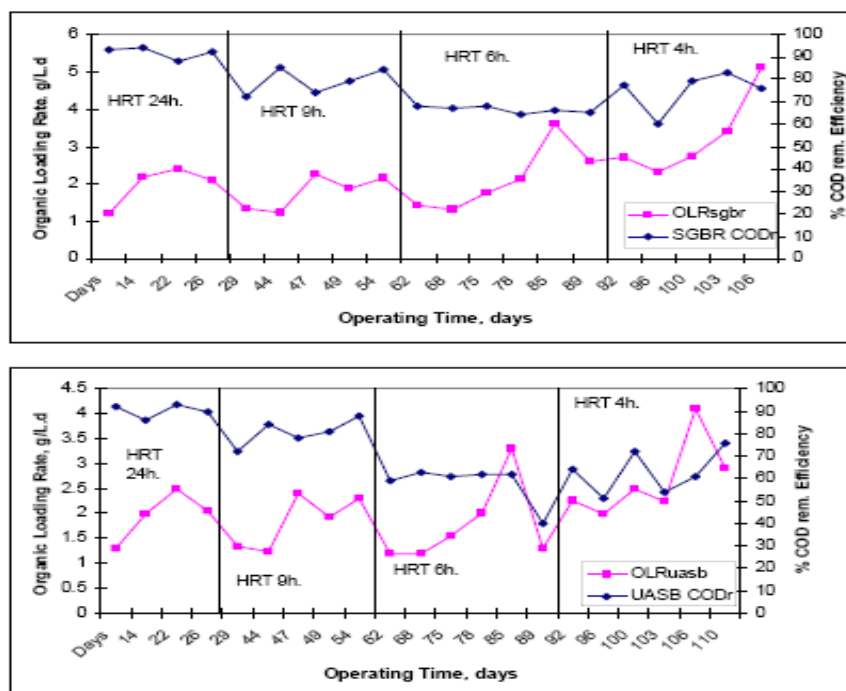 6
5
4
3
2
1
0
Organic Loading Rate, g/L.d
HRT 24h.
HRT 9h.
HRT 6h.
HRT 4h.
OLRsgbr
SGBR CODr
100
90
80
70
60
50
40
30
20
10
0
% COD rem. Efficiency
Days 14 22 26 29 44 47 49 54 62 68 75 78 85 89 92 96 100 103 106
Operating Time, days
4.5
4
3.5
3
2.5
2
1.5
1
0.5
0
Organic Loading Rate, g/L.d
HRT
24h.
HRT 9h.
HRT 6h.
HRT 4h.
OLRuasb
UASB CODr
100
90
80
70
60
50
40
30
20
10
0
% COD rem. Efficiency
Days 14 22 26 29 44 47 49 54 62 68 75 78 85 89 92 96 100 103 106 110
Operating Time, days